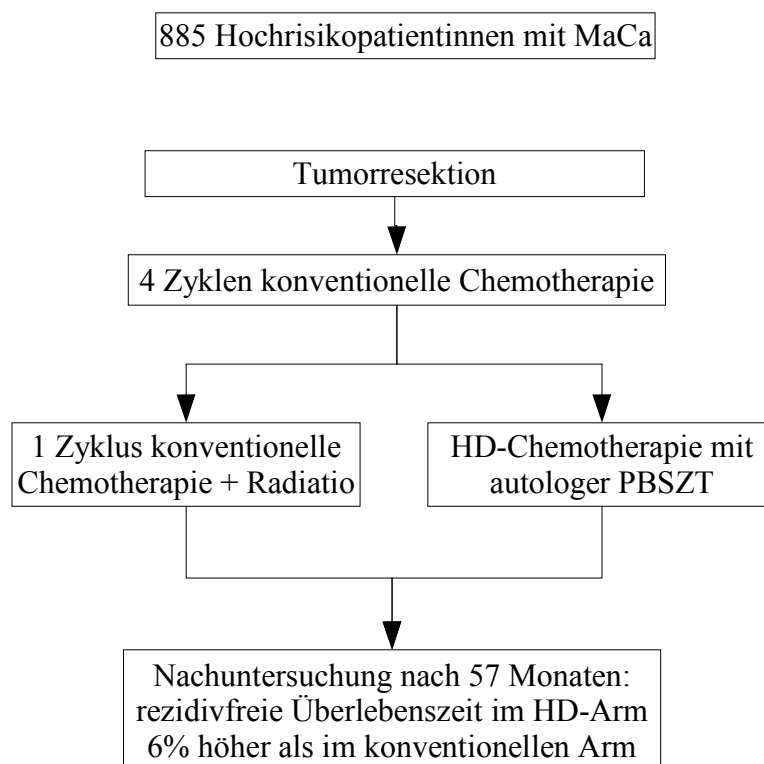 885 Hochrisikopatientinnen mit MaCa
Tumorresektion
4 Zyklen konventionelle Chemotherapie
1 Zyklus konventionelle
Chemotherapie + Radiatio
HD-Chemotherapie mit
autologer PBSZT
Nachuntersuchung nach 57 Monaten:
rezidivfreie Überlebenszeit im HD-Arm
6% höher als im konventionellen Arm